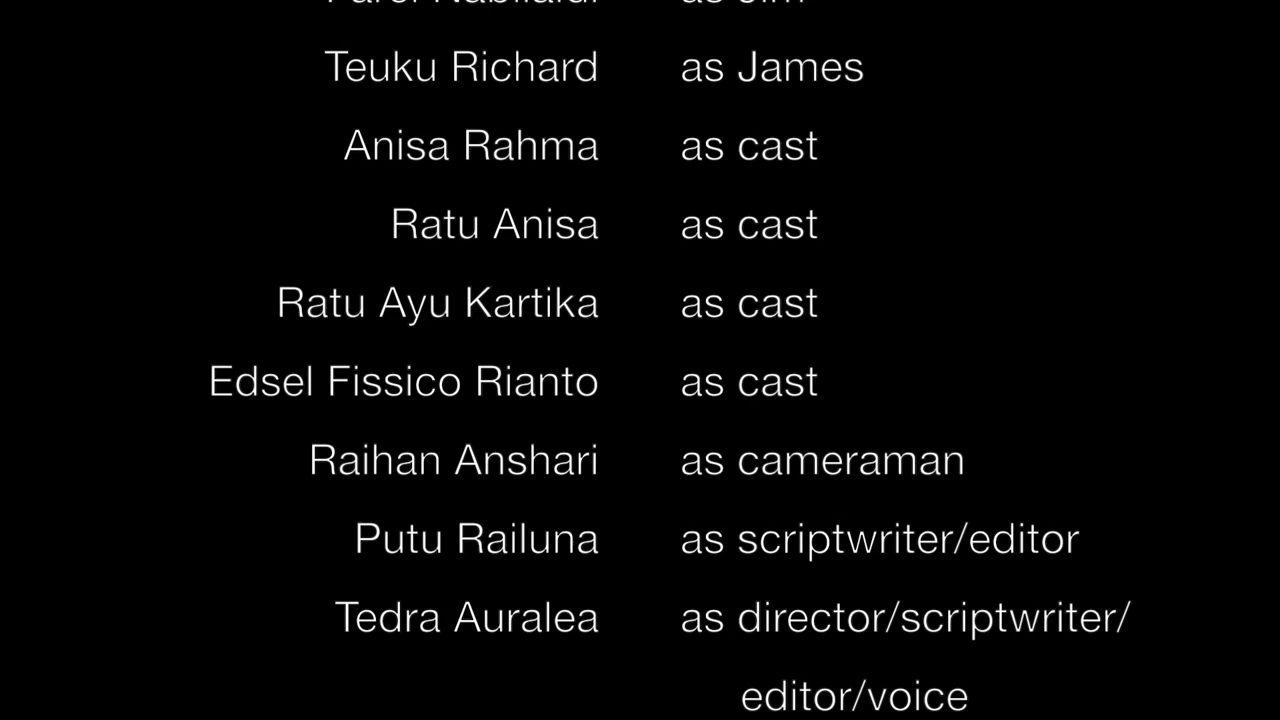 as Jim
Teuku Richard as James
Anisa Rahma as cast
Ratu Anisa as cast
Ratu Ayu Kartika as cast
Edsel Fissico Rianto as cast
Raihan Anshari as cameraman
Putu Railuna as scriptwriter/editor
Tedra Auralea as director/scriptwriter/
editor/voice